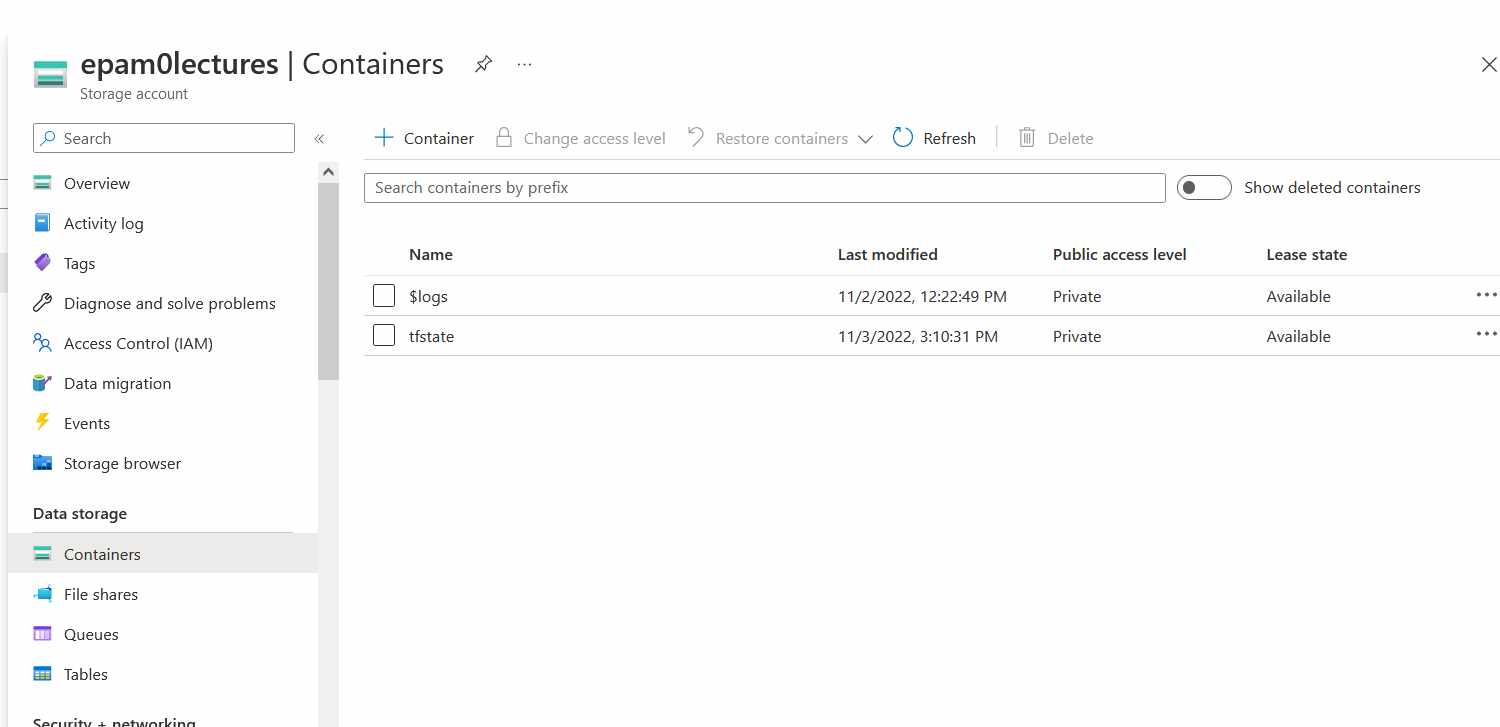 epam0lectures | Containers
Storage account
Search
Overview
Activity log
Tags
Diagnose and solve problems
Access Control (IAM)
Data migration
Events
Storage browser
Data storage
Containers
File shares
Queues
Tables
Security + networking
Container Change access level Restore containers Refresh Delete
Search containers by prefix Show deleted containers
Name Last modified Public access level Lease state
$logs 11/2/2022, 12:22:49 PM Private Available
tfstate 11/3/2022, 3:10:31 PM Private Available